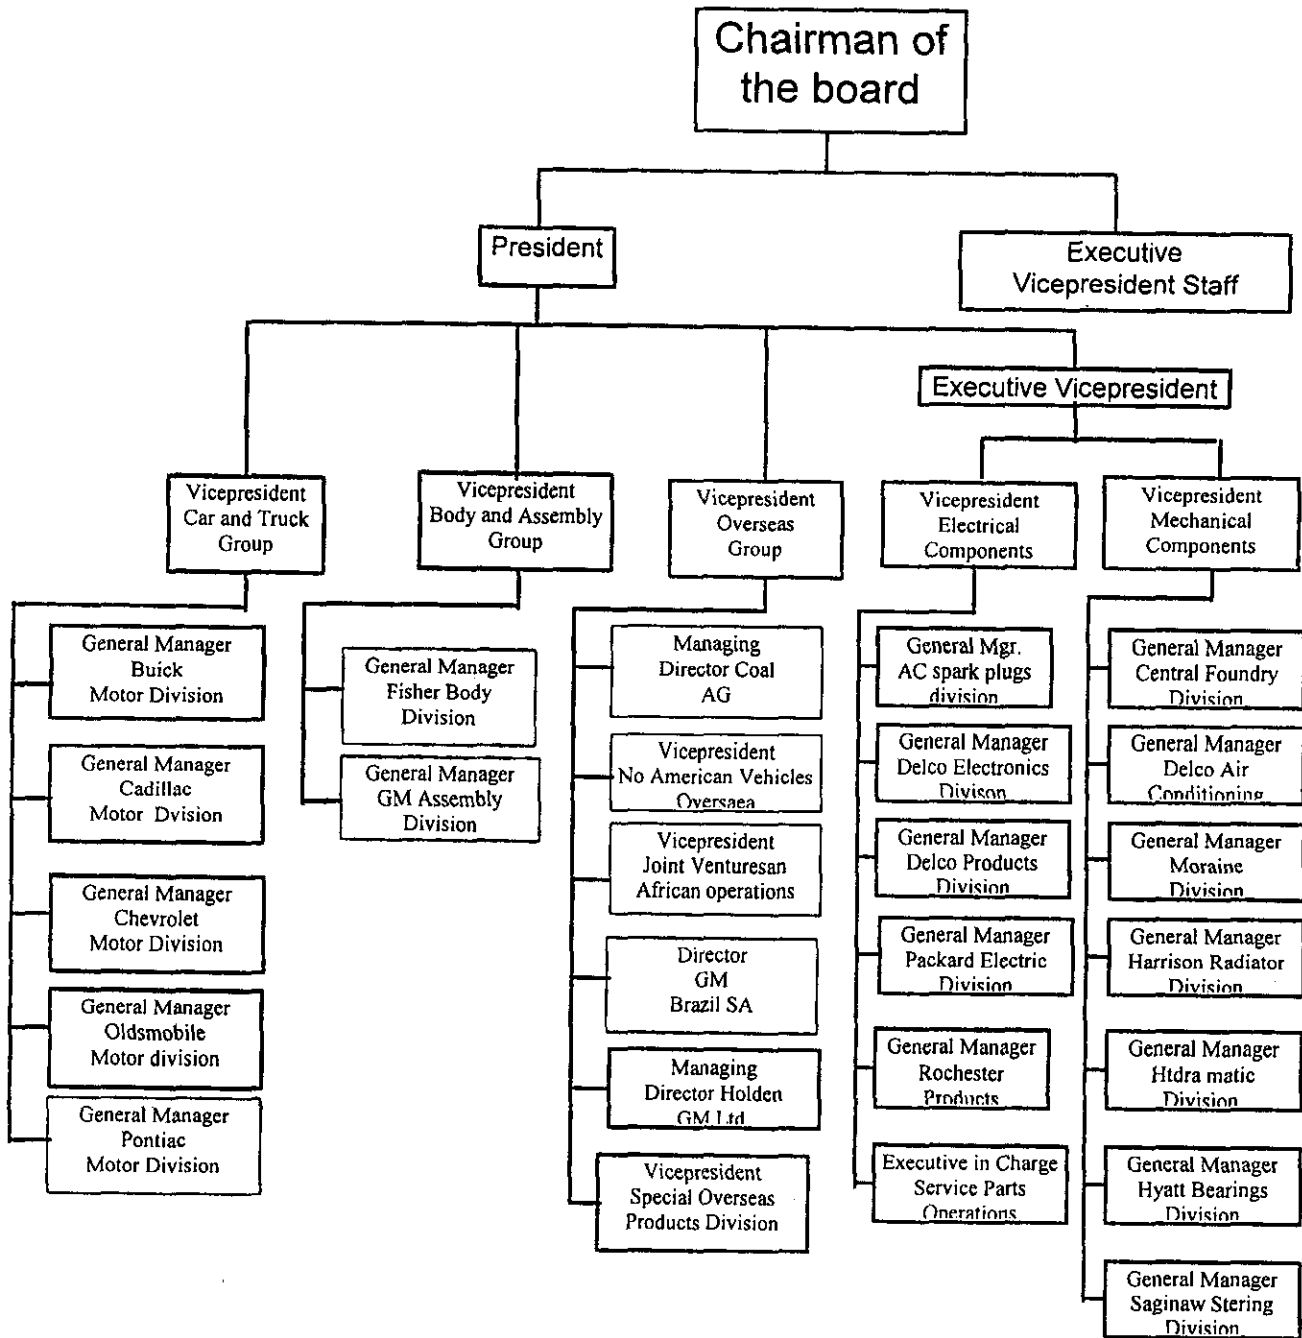 Chairman of
the board
President
Executive
Vicepresident Staff
Executive Vicepresident
Vicepresident
Car and Truck
Group
Vicepresident
Body and Assembly
Group
Vicepresident
Overseas
Group
Vicepresident
Electrical
Components
Vicepresident
Mechanical
Components
General Manager
Buick
Motor Division
General Manager
Cadillac
Motor Dvision
General Manager
Chevrolet
Motor Division
General Manager
Oldsmobile
Motor division
General Manager
Pontiac
Motor Division
General Manager
Fisher Body
Division
General Manager
GM Assembly
Division
Managing
Director Coal
AG
Vicepresident
No American Vehicles
Oversaea
Vicepresident
Joint Venturesan
African operations
Director
GM
Brazil SA
Managing
Director Holden
GM Ltd
Vicepresident
Special Overseas
Products Division
General Mgr.
AC spark plugs
division
General Manager
Delco Electronics
Divison
General Manager
Delco Products
Division
General Manager
Packard Electric
Division
General Manager
Rochester
Products
Executive in Charge
Service Parts
Operations
General Manager
Central Foundry
Division
General Manager
Delco Air
Conditioning
General Manager
Moraine
Division
General Manager
Harrison Radiator
Division
General Manager
Htdra matic
Division
General Manager
Hyatt Bearings
Division
General Manager
Saginaw Stering
Division